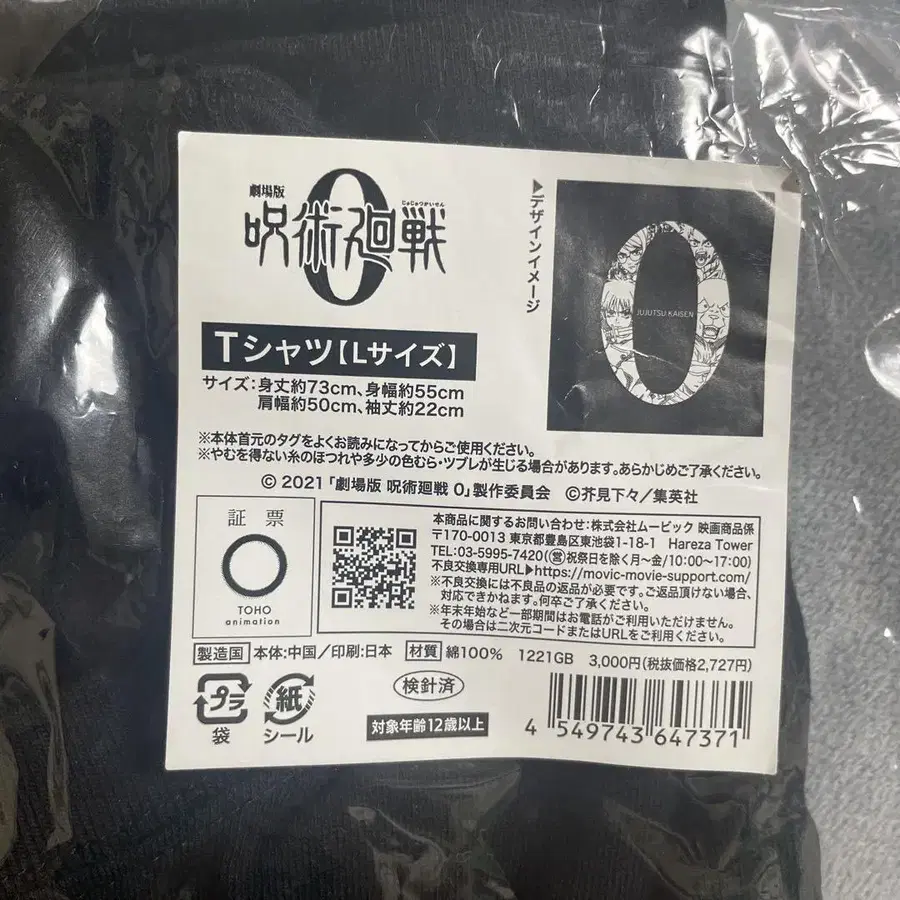 劇場版
じゅじゅつかいせん
呪術廻戦
0
▶デザインイメージ
JUJUTSU KAISEN
Tシャツ【Lサイズ】
サイズ:身丈約73cm、身幅約55cm
肩幅約50cm、袖丈約22cm
※本体首元のタグをよくお読みになってからご使用ください。
※やむを得ない糸のほつれや多少の色むら・ツブレが生じる場合があります。あらかじめご了承ください。
© 2021「劇場版 呪術廻戦 0」製作委員会 ©芥見下々/集英社
証票
TOHO
animation
本商品に関するお問い合わせ:株式会社ムービック 映画商品係
〒170-0013 東京都豊島区東池袋1-18-1 Hareza Tower
TEL:03-5995-7420(営祝祭日を除く月~金/10:00~17:00)
不良交換専用URL▶https://movic-movie-support.com/
※不良交換には不良品の返品が必要です。ご返品頂けない場合、
対応できかねます。何卒ご了承ください。
※年末年始など一部期間はお電話がご利用いただけません。
その場合は二次元コードまたはURLをご利用ください。
製造国 本体:中国/印刷:日本 材質 綿100% 1221GB 3,000円(税抜価格2,727円)
プラ
袋
紙
シール
検針済
対象年齢12歳以上
4 549743 647371